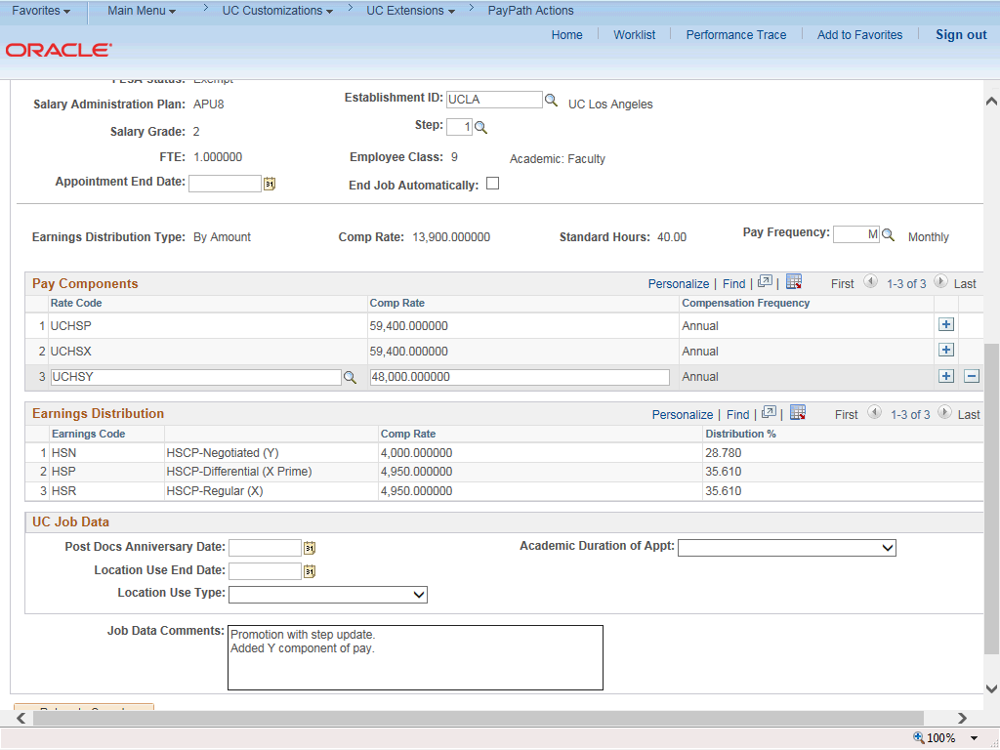 Favorites Main Menu > UC Customizations > UC Extensions > PayPath Actions
Home Worklist Performance Trace Add to Favorites Sign out
ORACLE
Status: Exempt
Salary Administration Plan: APU8 Establishment ID: UCLA UC Los Angeles
Salary Grade: 2 Step: 1
FTE: 1.000000 Employee Class: 9 Academic: Faculty
Appointment End Date: End Job Automatically:
Earnings Distribution Type: By Amount Comp Rate: 13,900.000000 Standard Hours: 40.00 Pay Frequency: M Monthly
Pay Components Personalize | Find | | First 1-3 of 3 Last
Rate Code Comp Rate Compensation Frequency
1 UCHSP 59,400.000000 Annual +
2 UCHSX 59,400.000000 Annual +
3 UCHSY 48,000.000000 Annual + −
Earnings Distribution Personalize | Find | | First 1-3 of 3 Last
Earnings Code Comp Rate Distribution %
1 HSN HSCP-Negotiated (Y) 4,000.000000 28.780
2 HSP HSCP-Differential (X Prime) 4,950.000000 35.610
3 HSR HSCP-Regular (X) 4,950.000000 35.610
UC Job Data
Post Docs Anniversary Date: Academic Duration of Appt:
Location Use End Date:
Location Use Type:
Job Data Comments: Promotion with step update.
Added Y component of pay.
100%